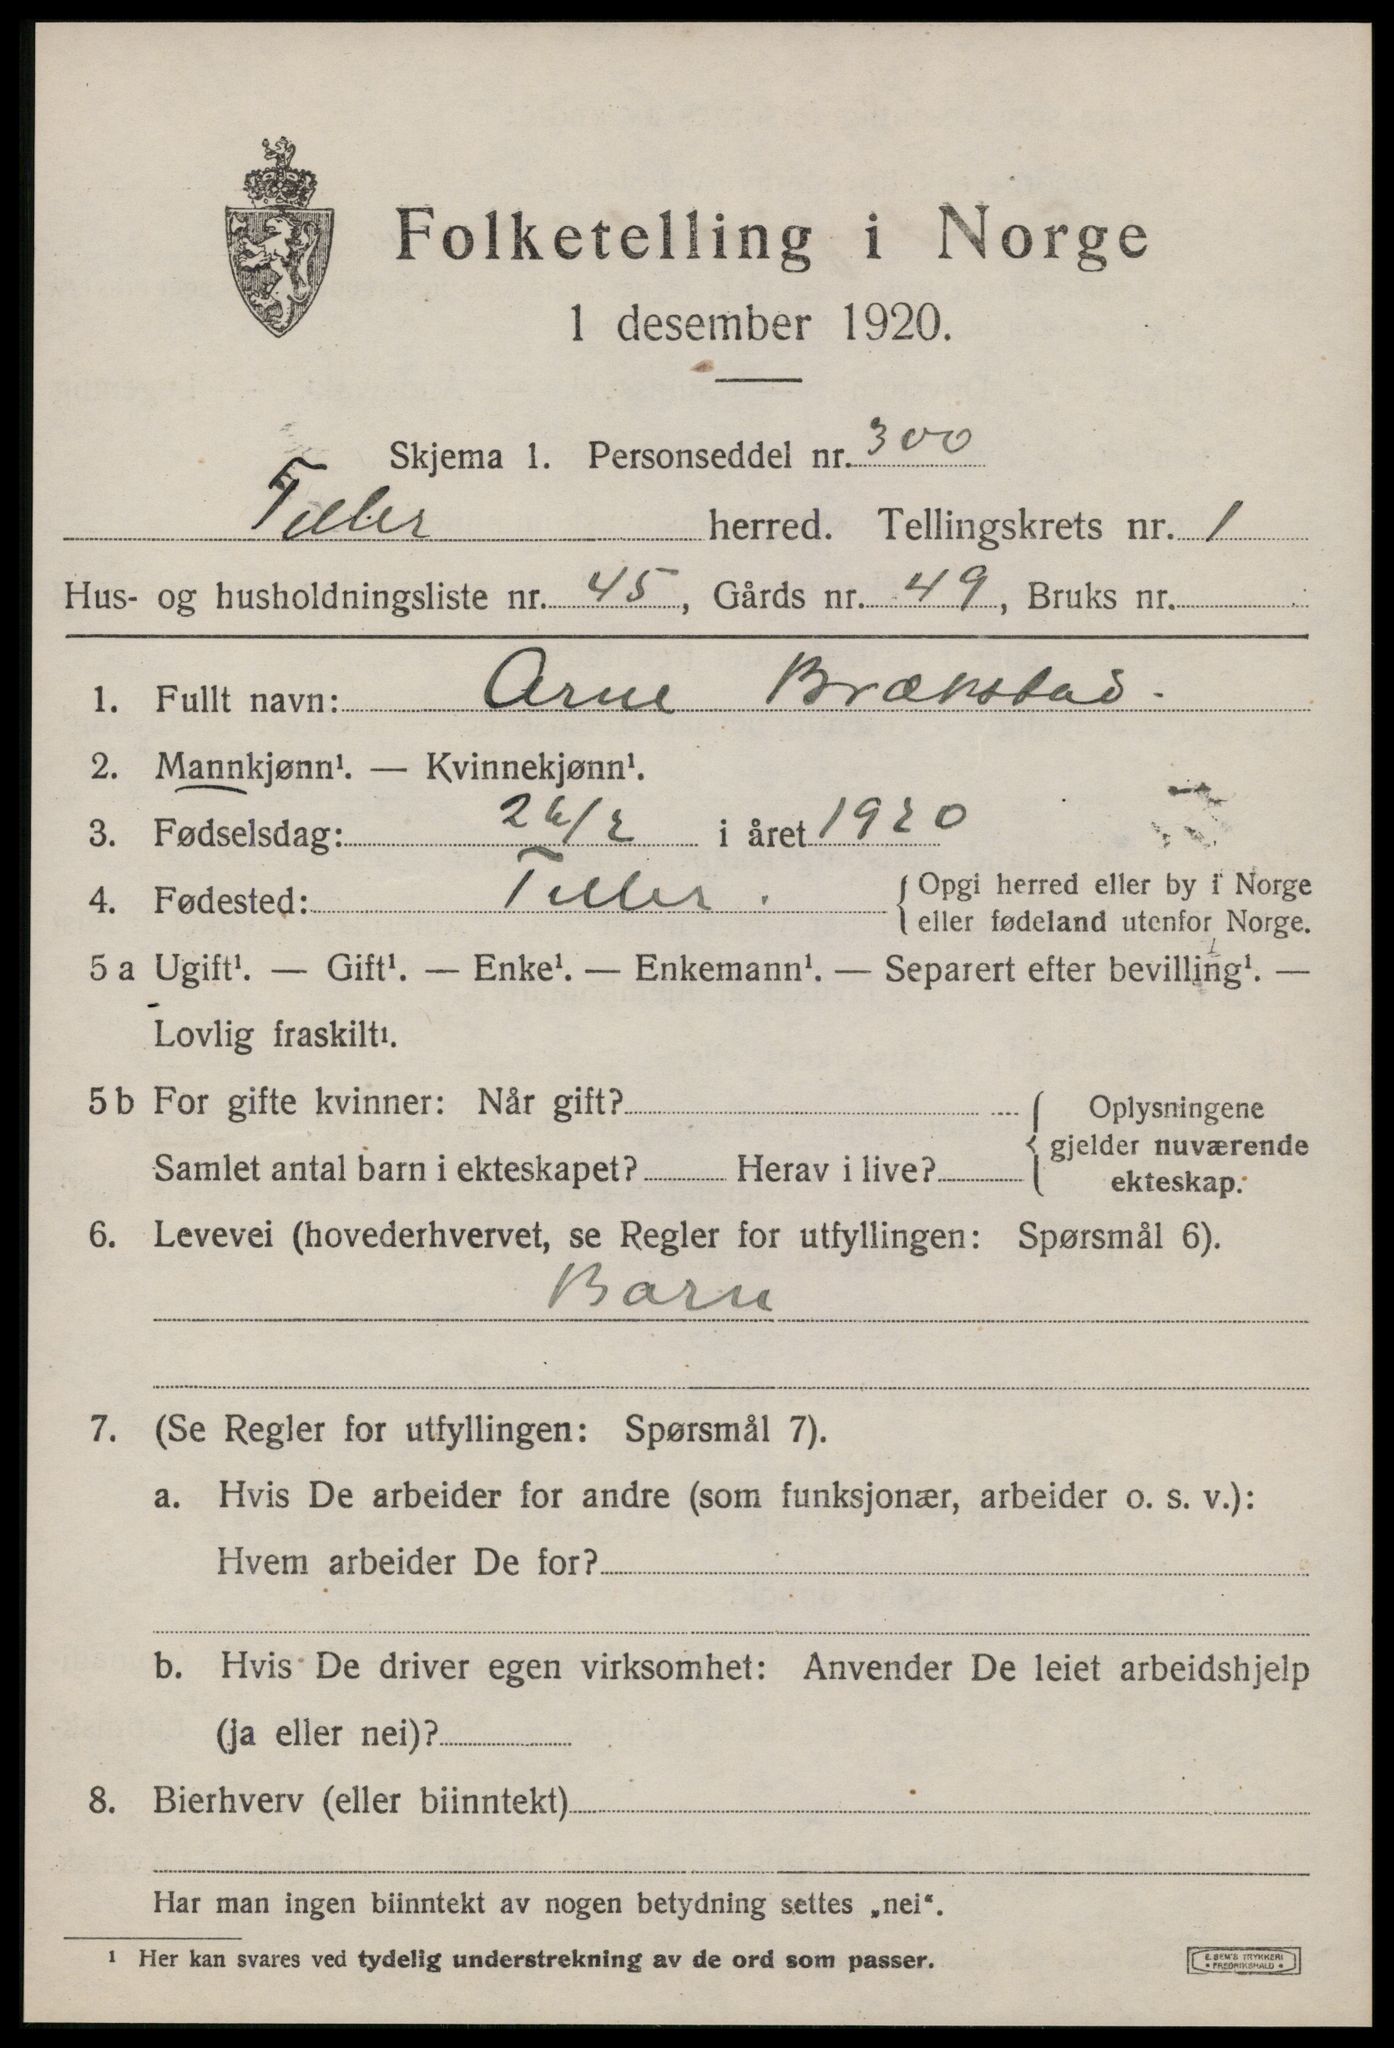 Folketelling i Norge
1 desember 1920.
Skjema 1. Personseddel nr. 300
Tiller herred. Tellingskrets nr. 1
Hus- og husholdningsliste nr. 45, Gårds nr. 49, Bruks nr.
1. Fullt navn: Arne Brækstad.
2. Mannkjønn¹. — Kvinnekjønn¹.
3. Fødselsdag: 26/2 i året 1920
4. Fødested: Tiller. { Opgi herred eller by i Norge
eller fødeland utenfor Norge.
5 a Ugift¹. — Gift¹. — Enke¹. — Enkemann¹. — Separert efter bevilling¹. —
Lovlig fraskilt¹.
5 b For gifte kvinner: Når gift? { Oplysningene
gjelder nuværende
Samlet antal barn i ekteskapet? Herav i live? ekteskap.
6. Levevei (hovederhvervet, se Regler for utfyllingen: Spørsmål 6).
Barn
7. (Se Regler for utfyllingen: Spørsmål 7).
a. Hvis De arbeider for andre (som funksjonær, arbeider o. s. v.):
Hvem arbeider De for?
b. Hvis De driver egen virksomhet: Anvender De leiet arbeidshjelp
(ja eller nei)?
8. Bierhverv (eller biinntekt)
Har man ingen biinntekt av nogen betydning settes „nei“.
¹ Her kan svares ved tydelig understrekning av de ord som passer.
E. SEM'S TRYKKERI
FREDRIKSHALD